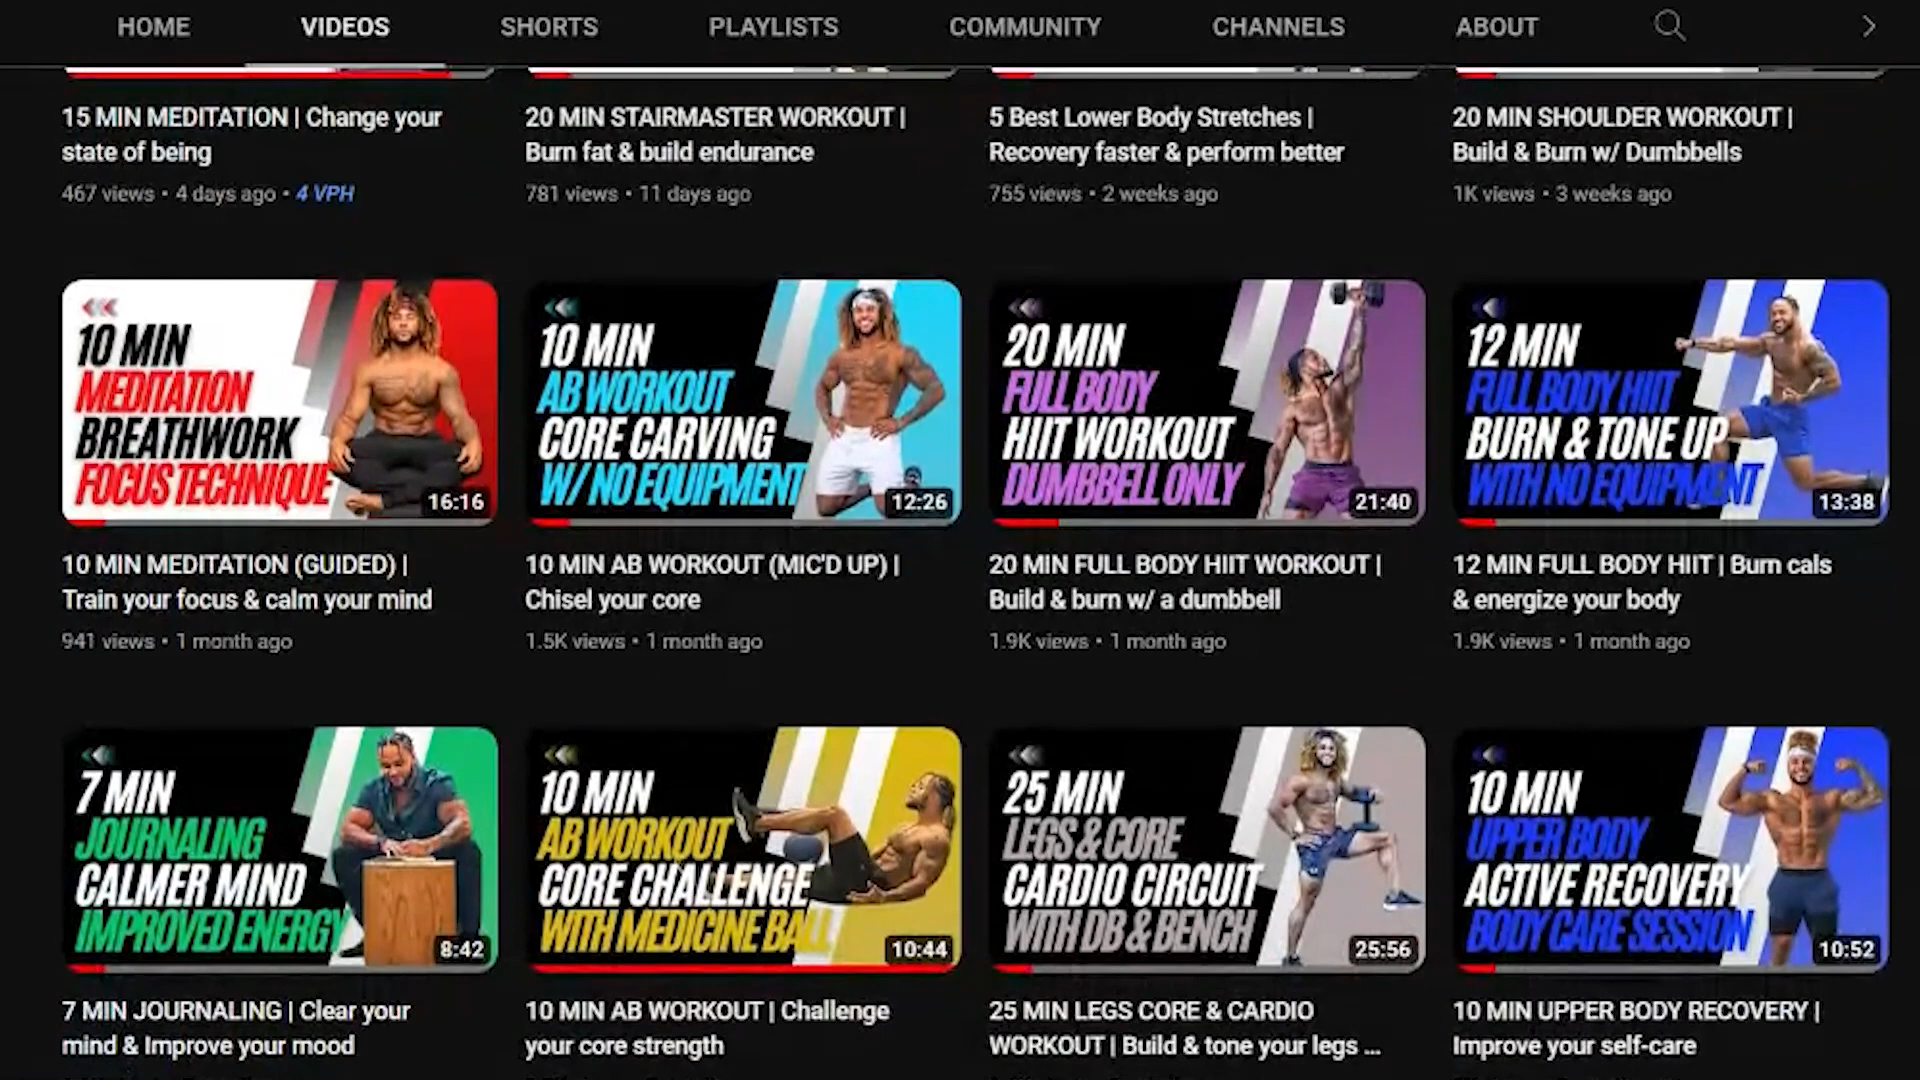 HOME VIDEOS SHORTS PLAYLISTS COMMUNITY CHANNELS ABOUT
15 MIN MEDITATION | Change your
state of being
467 views • 4 days ago • 4 VPH
20 MIN STAIRMASTER WORKOUT |
Burn fat & build endurance
781 views • 11 days ago
5 Best Lower Body Stretches |
Recovery faster & perform better
755 views • 2 weeks ago
20 MIN SHOULDER WORKOUT |
Build & Burn w/ Dumbbells
1K views • 3 weeks ago
10 MIN
MEDITATION
BREATHWORK
FOCUS TECHNIQUE
16:16
10 MIN MEDITATION (GUIDED) |
Train your focus & calm your mind
941 views • 1 month ago
10 MIN
AB WORKOUT
CORE CARVING
W/ NO EQUIPMENT
12:26
10 MIN AB WORKOUT (MIC'D UP) |
Chisel your core
1.5K views • 1 month ago
20 MIN
FULL BODY
HIIT WORKOUT
DUMBBELL ONLY
21:40
20 MIN FULL BODY HIIT WORKOUT |
Build & burn w/ a dumbbell
1.9K views • 1 month ago
12 MIN
FULL BODY HIIT
BURN & TONE UP
WITH NO EQUIPMENT
13:38
12 MIN FULL BODY HIIT | Burn cals
& energize your body
1.9K views • 1 month ago
7 MIN
JOURNALING
CALMER MIND
IMPROVED ENERGY
8:42
7 MIN JOURNALING | Clear your
mind & Improve your mood
10 MIN
AB WORKOUT
CORE CHALLENGE
WITH MEDICINE BALL
10:44
10 MIN AB WORKOUT | Challenge
your core strength
25 MIN
LEGS & CORE
CARDIO CIRCUIT
WITH DB & BENCH
25:56
25 MIN LEGS CORE & CARDIO
WORKOUT | Build & tone your legs ...
10 MIN
UPPER BODY
ACTIVE RECOVERY
BODY CARE SESSION
10:52
10 MIN UPPER BODY RECOVERY |
Improve your self-care